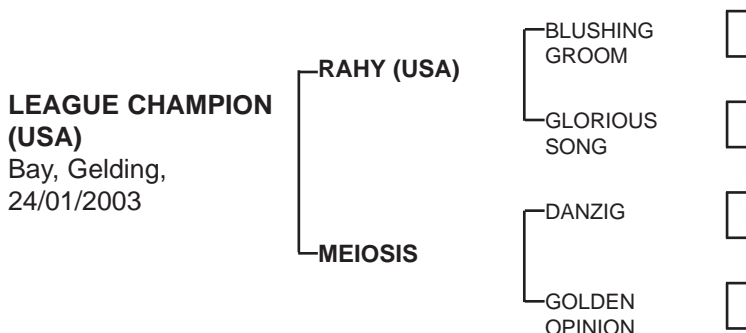 LEAGUE CHAMPION
(USA)
Bay, Gelding,
24/01/2003
RAHY (USA)
MEIOSIS
BLUSHING
GROOM
GLORIOUS
SONG
DANZIG
GOLDEN
OPINION